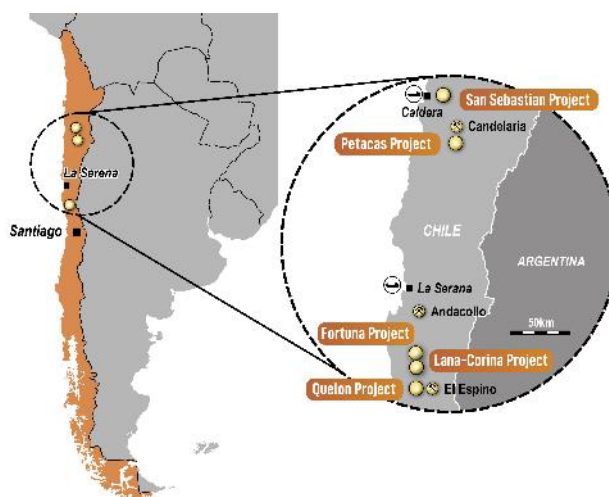 La Serena
Santiago
San Sebastian Project
Caldera
Candelaria
Petacas Project
CHILE
ARGENTINA
La Serana
Andacollo
50km
Fortuna Project
Lana-Corina Project
Quelon Project
El Espino